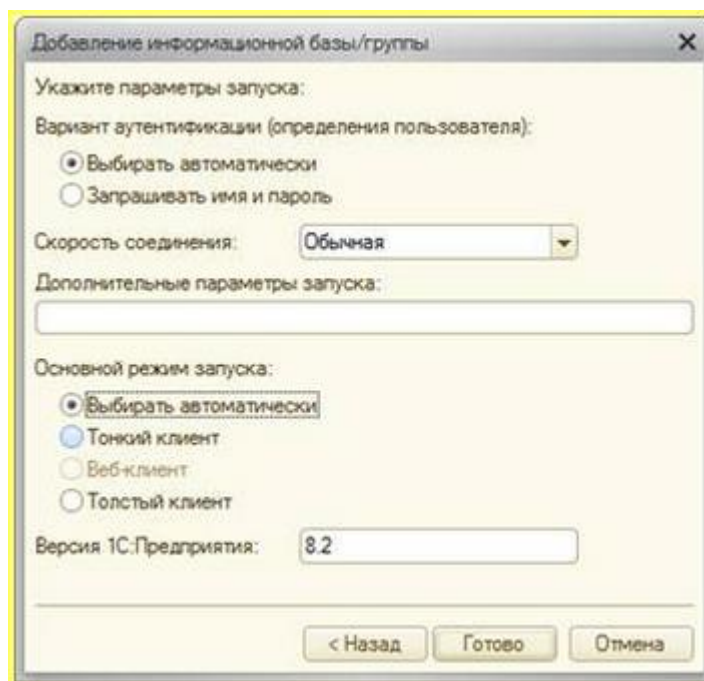 Добавление информационной базы/группы
Укажите параметры запуска:
Вариант аутентификации (определения пользователя):
Выбирать автоматически
Запрашивать имя и пароль
Скорость соединения: Обычная
Дополнительные параметры запуска:
Основной режим запуска:
Выбирать автоматически
Тонкий клиент
Веб-клиент
Толстый клиент
Версия 1С:Предприятия: 8.2
< Назад Готово Отмена